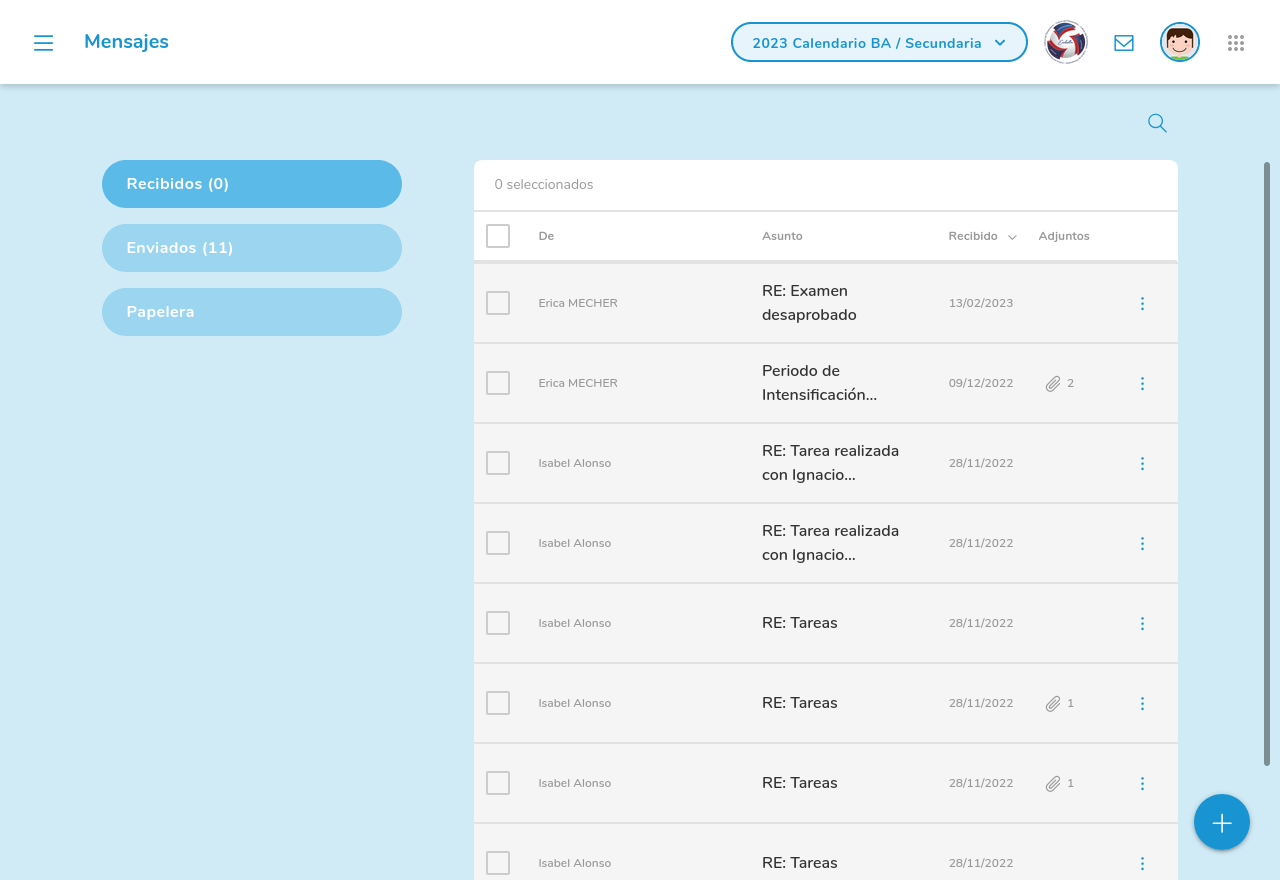 Mensajes
2023 Calendario BA / Secundaria
Recibidos (0)
Enviados (11)
Papelera
0 seleccionados
De Asunto Recibido Adjuntos
Erica MECHER RE: Examen desaprobado 13/02/2023
Erica MECHER Periodo de Intensificación... 09/12/2022 2
Isabel Alonso RE: Tarea realizada con Ignacio... 28/11/2022
Isabel Alonso RE: Tarea realizada con Ignacio... 28/11/2022
Isabel Alonso RE: Tareas 28/11/2022
Isabel Alonso RE: Tareas 28/11/2022 1
Isabel Alonso RE: Tareas 28/11/2022 1
Isabel Alonso RE: Tareas 28/11/2022